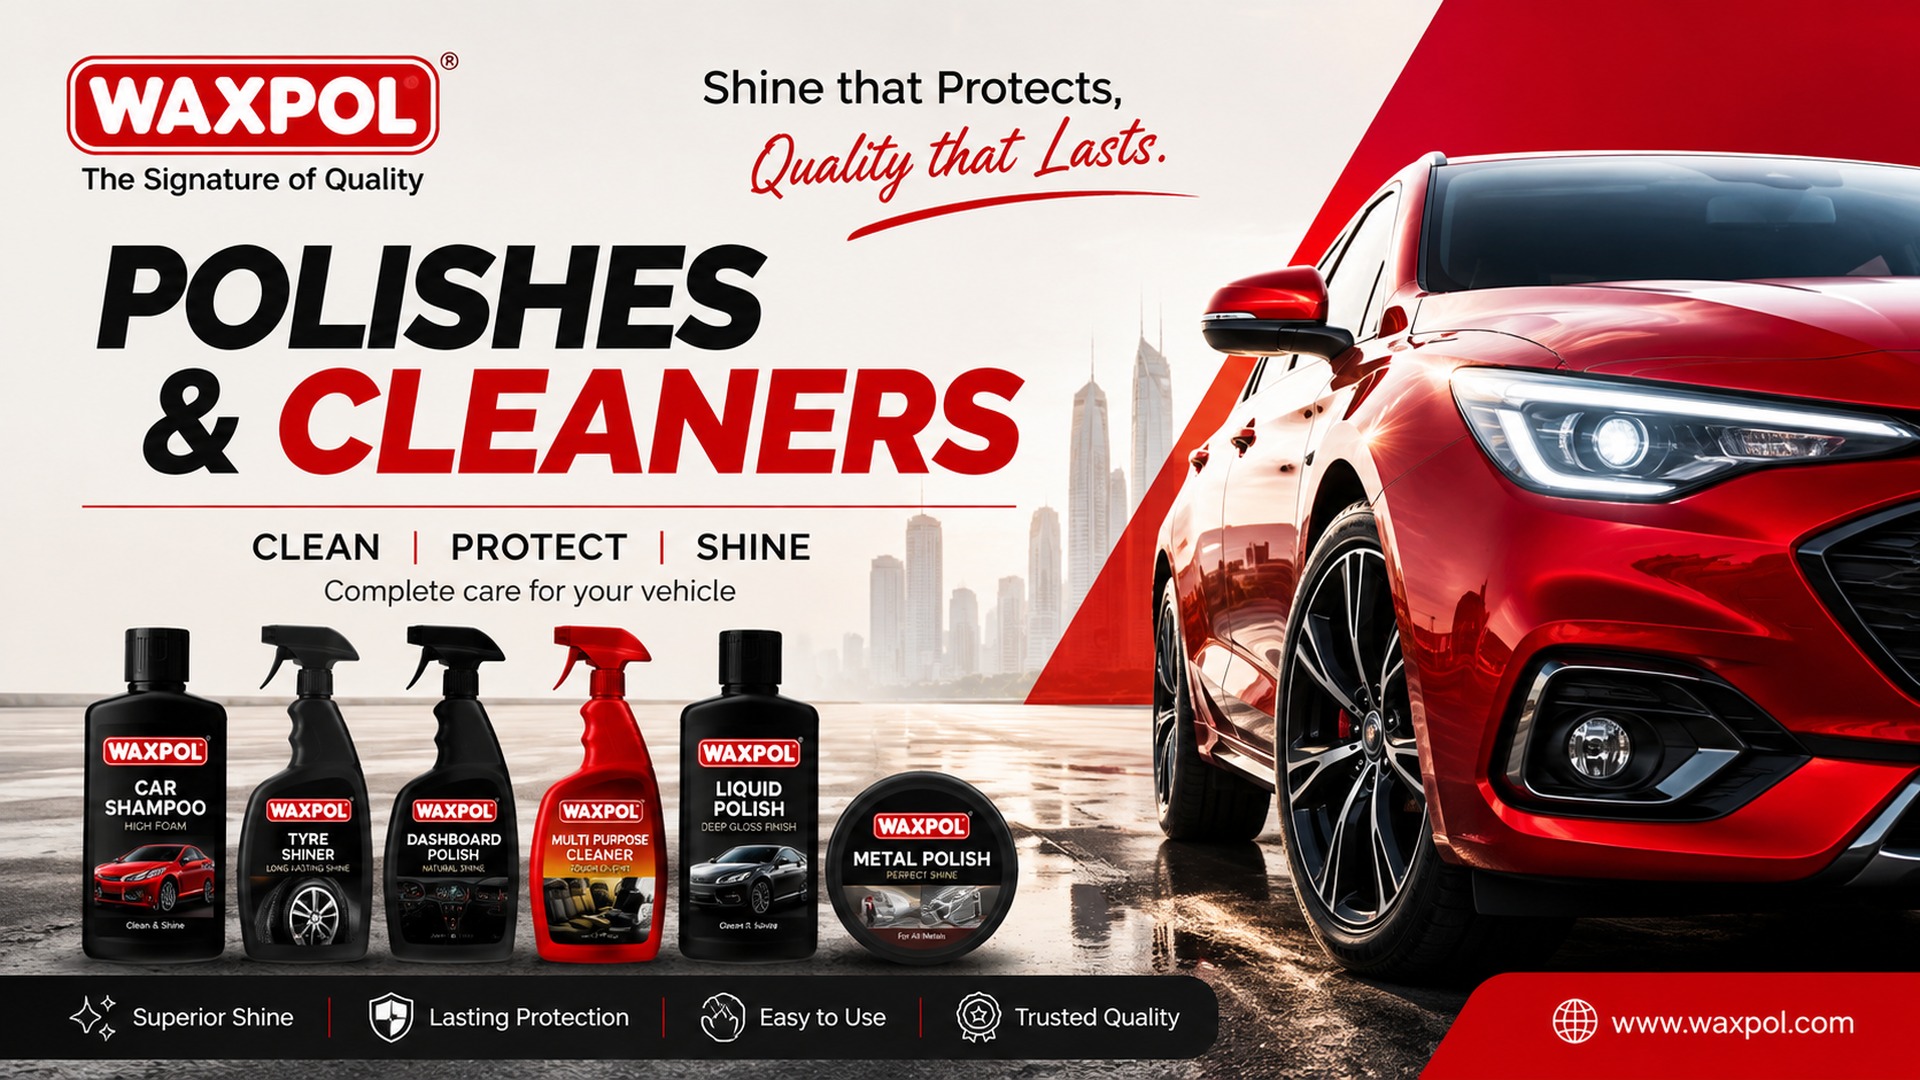 WAXPOL®
The Signature of Quality
Shine that Protects,
Quality that Lasts.
POLISHES
& CLEANERS
CLEAN | PROTECT | SHINE
Complete care for your vehicle
WAXPOL
CAR
SHAMPOO
HIGH FOAM
Clean & Shine
WAXPOL
TYRE
SHINER
LONG LASTING SHINE
WAXPOL
DASHBOARD
POLISH
NATURAL SHINE
WAXPOL
MULTI PURPOSE
CLEANER
WAXPOL
LIQUID
POLISH
DEEP GLOSS FINISH
WAXPOL
METAL POLISH
PERFECT SHINE
For All Metals
Superior Shine
Lasting Protection
Easy to Use
Trusted Quality
www.waxpol.com